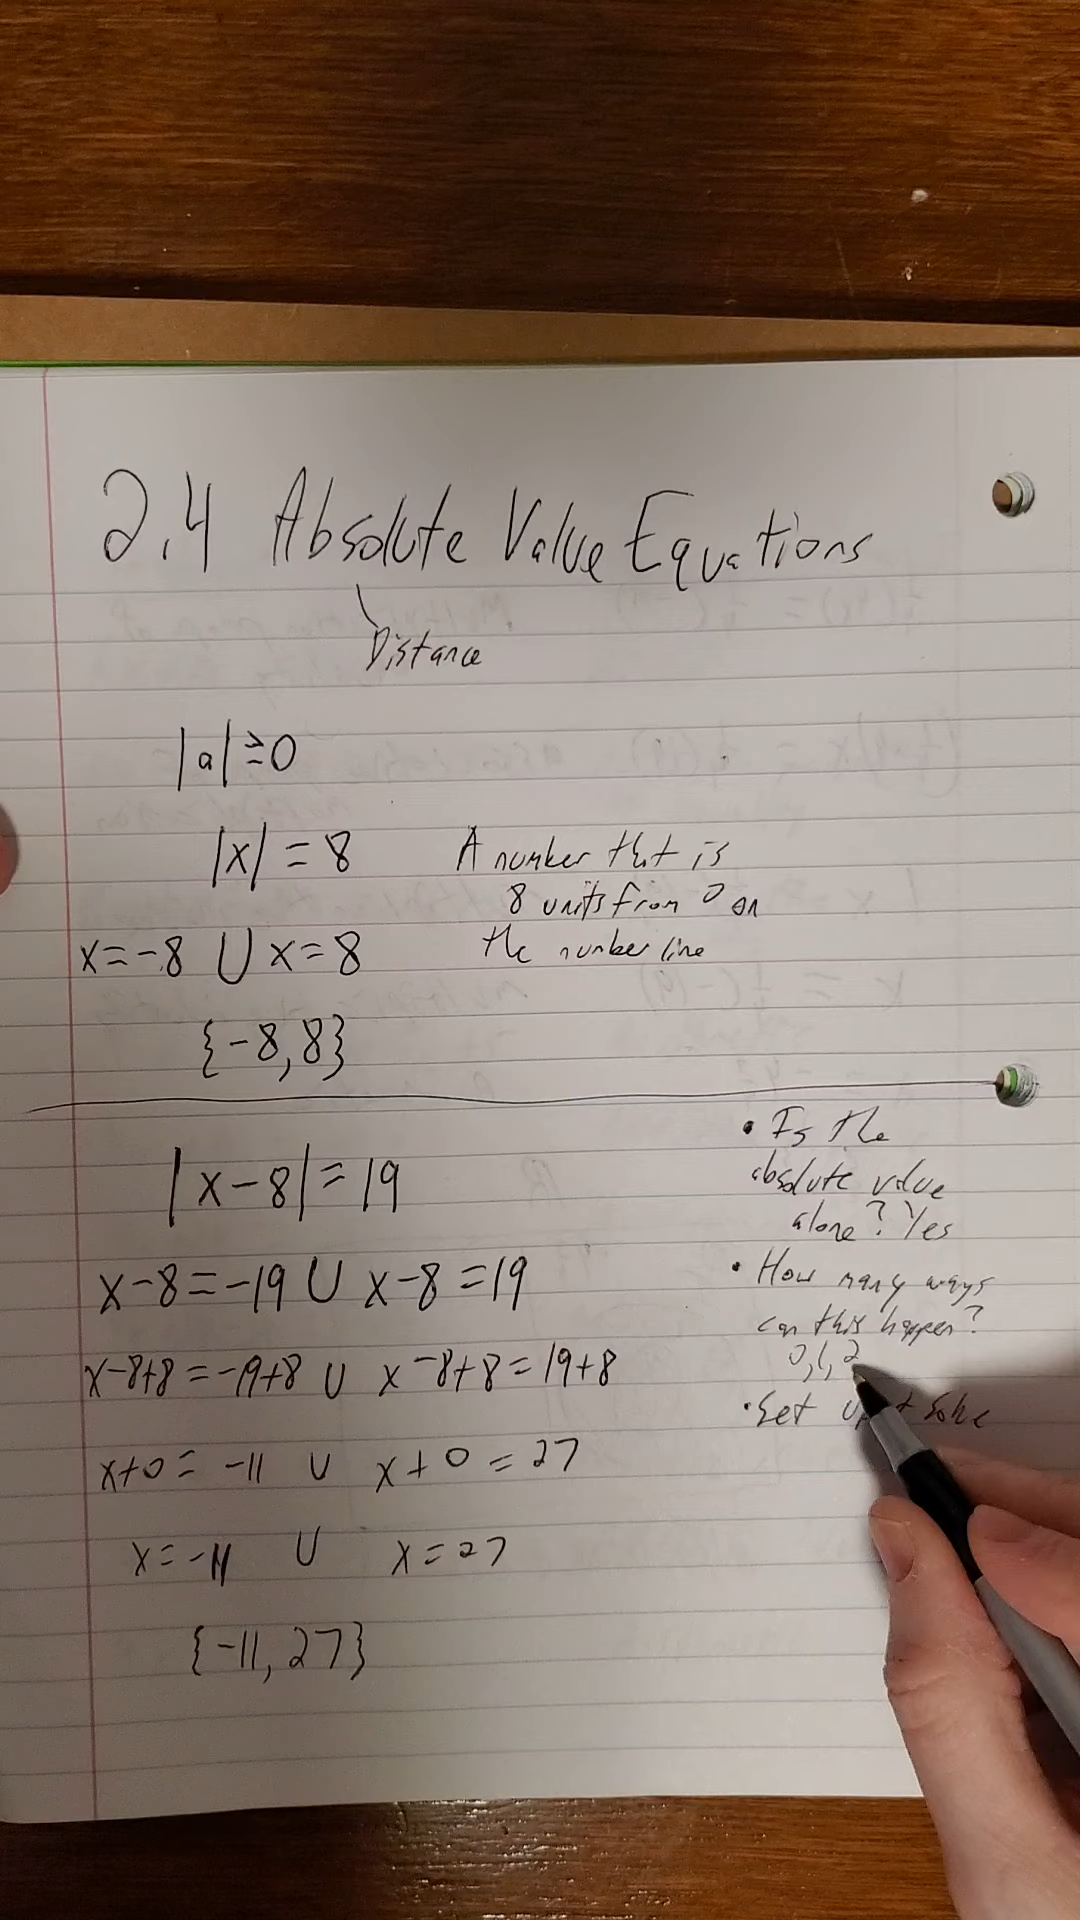 2.4 Absolute Value Equations
Distance
|a| ≥ 0
|x| = 8
A number that is
8 units from 0 on
the number line
x = -8 ∪ x = 8
{-8, 8}
|x - 8| = 19
x - 8 = -19 ∪ x - 8 = 19
x - 8 + 8 = -19 + 8 ∪ x - 8 + 8 = 19 + 8
x + 0 = -11 ∪ x + 0 = 27
x = -11 ∪ x = 27
{-11, 27}
• Is the
absolute value
alone? Yes
• How many ways
can this happen?
0, 1, 2
• Set up + solve